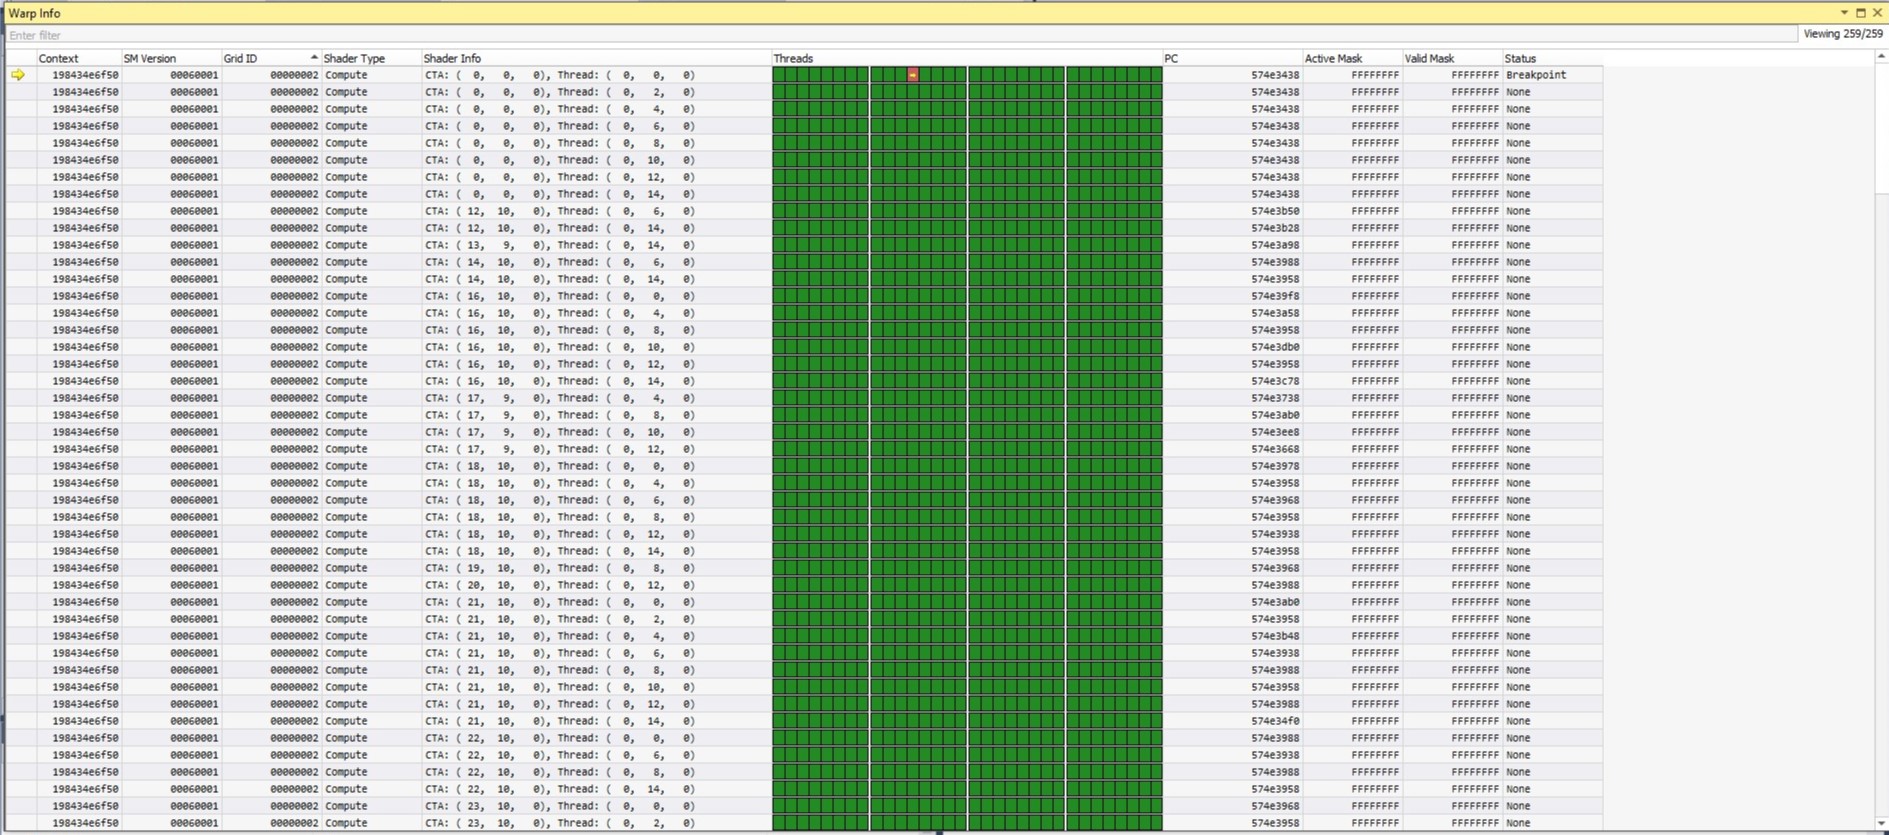 Warp Info
Enter filter Viewing 259/259
Context SM Version Grid ID Shader Type Shader Info Threads PC Active Mask Valid Mask Status
198434e6f50 00060001 00000002 Compute CTA: ( 0, 0, 0), Thread: ( 0, 0, 0) 574e3438 FFFFFFFF FFFFFFFF Breakpoint
198434e6f50 00060001 00000002 Compute CTA: ( 0, 0, 0), Thread: ( 0, 2, 0) 574e3438 FFFFFFFF FFFFFFFF None
198434e6f50 00060001 00000002 Compute CTA: ( 0, 0, 0), Thread: ( 0, 4, 0) 574e3438 FFFFFFFF FFFFFFFF None
198434e6f50 00060001 00000002 Compute CTA: ( 0, 0, 0), Thread: ( 0, 6, 0) 574e3438 FFFFFFFF FFFFFFFF None
198434e6f50 00060001 00000002 Compute CTA: ( 0, 0, 0), Thread: ( 0, 8, 0) 574e3438 FFFFFFFF FFFFFFFF None
198434e6f50 00060001 00000002 Compute CTA: ( 0, 0, 0), Thread: ( 0, 10, 0) 574e3438 FFFFFFFF FFFFFFFF None
198434e6f50 00060001 00000002 Compute CTA: ( 0, 0, 0), Thread: ( 0, 12, 0) 574e3438 FFFFFFFF FFFFFFFF None
198434e6f50 00060001 00000002 Compute CTA: ( 0, 0, 0), Thread: ( 0, 14, 0) 574e3438 FFFFFFFF FFFFFFFF None
198434e6f50 00060001 00000002 Compute CTA: ( 12, 10, 0), Thread: ( 0, 6, 0) 574e3b50 FFFFFFFF FFFFFFFF None
198434e6f50 00060001 00000002 Compute CTA: ( 12, 10, 0), Thread: ( 0, 14, 0) 574e3b28 FFFFFFFF FFFFFFFF None
198434e6f50 00060001 00000002 Compute CTA: ( 13, 9, 0), Thread: ( 0, 14, 0) 574e3a98 FFFFFFFF FFFFFFFF None
198434e6f50 00060001 00000002 Compute CTA: ( 14, 10, 0), Thread: ( 0, 6, 0) 574e3988 FFFFFFFF FFFFFFFF None
198434e6f50 00060001 00000002 Compute CTA: ( 14, 10, 0), Thread: ( 0, 14, 0) 574e3958 FFFFFFFF FFFFFFFF None
198434e6f50 00060001 00000002 Compute CTA: ( 16, 10, 0), Thread: ( 0, 0, 0) 574e39f8 FFFFFFFF FFFFFFFF None
198434e6f50 00060001 00000002 Compute CTA: ( 16, 10, 0), Thread: ( 0, 4, 0) 574e3a58 FFFFFFFF FFFFFFFF None
198434e6f50 00060001 00000002 Compute CTA: ( 16, 10, 0), Thread: ( 0, 8, 0) 574e3958 FFFFFFFF FFFFFFFF None
198434e6f50 00060001 00000002 Compute CTA: ( 16, 10, 0), Thread: ( 0, 10, 0) 574e3db0 FFFFFFFF FFFFFFFF None
198434e6f50 00060001 00000002 Compute CTA: ( 16, 10, 0), Thread: ( 0, 12, 0) 574e3958 FFFFFFFF FFFFFFFF None
198434e6f50 00060001 00000002 Compute CTA: ( 16, 10, 0), Thread: ( 0, 14, 0) 574e3c78 FFFFFFFF FFFFFFFF None
198434e6f50 00060001 00000002 Compute CTA: ( 17, 9, 0), Thread: ( 0, 4, 0) 574e3738 FFFFFFFF FFFFFFFF None
198434e6f50 00060001 00000002 Compute CTA: ( 17, 9, 0), Thread: ( 0, 8, 0) 574e3ab0 FFFFFFFF FFFFFFFF None
198434e6f50 00060001 00000002 Compute CTA: ( 17, 9, 0), Thread: ( 0, 10, 0) 574e3ee8 FFFFFFFF FFFFFFFF None
198434e6f50 00060001 00000002 Compute CTA: ( 17, 9, 0), Thread: ( 0, 12, 0) 574e3668 FFFFFFFF FFFFFFFF None
198434e6f50 00060001 00000002 Compute CTA: ( 18, 10, 0), Thread: ( 0, 0, 0) 574e3978 FFFFFFFF FFFFFFFF None
198434e6f50 00060001 00000002 Compute CTA: ( 18, 10, 0), Thread: ( 0, 4, 0) 574e3958 FFFFFFFF FFFFFFFF None
198434e6f50 00060001 00000002 Compute CTA: ( 18, 10, 0), Thread: ( 0, 6, 0) 574e3968 FFFFFFFF FFFFFFFF None
198434e6f50 00060001 00000002 Compute CTA: ( 18, 10, 0), Thread: ( 0, 8, 0) 574e3958 FFFFFFFF FFFFFFFF None
198434e6f50 00060001 00000002 Compute CTA: ( 18, 10, 0), Thread: ( 0, 12, 0) 574e3938 FFFFFFFF FFFFFFFF None
198434e6f50 00060001 00000002 Compute CTA: ( 18, 10, 0), Thread: ( 0, 14, 0) 574e3958 FFFFFFFF FFFFFFFF None
198434e6f50 00060001 00000002 Compute CTA: ( 19, 10, 0), Thread: ( 0, 8, 0) 574e3968 FFFFFFFF FFFFFFFF None
198434e6f50 00060001 00000002 Compute CTA: ( 20, 10, 0), Thread: ( 0, 12, 0) 574e3988 FFFFFFFF FFFFFFFF None
198434e6f50 00060001 00000002 Compute CTA: ( 21, 10, 0), Thread: ( 0, 0, 0) 574e3ab0 FFFFFFFF FFFFFFFF None
198434e6f50 00060001 00000002 Compute CTA: ( 21, 10, 0), Thread: ( 0, 2, 0) 574e3958 FFFFFFFF FFFFFFFF None
198434e6f50 00060001 00000002 Compute CTA: ( 21, 10, 0), Thread: ( 0, 4, 0) 574e3b48 FFFFFFFF FFFFFFFF None
198434e6f50 00060001 00000002 Compute CTA: ( 21, 10, 0), Thread: ( 0, 6, 0) 574e3938 FFFFFFFF FFFFFFFF None
198434e6f50 00060001 00000002 Compute CTA: ( 21, 10, 0), Thread: ( 0, 8, 0) 574e3988 FFFFFFFF FFFFFFFF None
198434e6f50 00060001 00000002 Compute CTA: ( 21, 10, 0), Thread: ( 0, 10, 0) 574e3958 FFFFFFFF FFFFFFFF None
198434e6f50 00060001 00000002 Compute CTA: ( 21, 10, 0), Thread: ( 0, 12, 0) 574e3988 FFFFFFFF FFFFFFFF None
198434e6f50 00060001 00000002 Compute CTA: ( 21, 10, 0), Thread: ( 0, 14, 0) 574e34f0 FFFFFFFF FFFFFFFF None
198434e6f50 00060001 00000002 Compute CTA: ( 22, 10, 0), Thread: ( 0, 0, 0) 574e3988 FFFFFFFF FFFFFFFF None
198434e6f50 00060001 00000002 Compute CTA: ( 22, 10, 0), Thread: ( 0, 6, 0) 574e3938 FFFFFFFF FFFFFFFF None
198434e6f50 00060001 00000002 Compute CTA: ( 22, 10, 0), Thread: ( 0, 8, 0) 574e3988 FFFFFFFF FFFFFFFF None
198434e6f50 00060001 00000002 Compute CTA: ( 22, 10, 0), Thread: ( 0, 14, 0) 574e3958 FFFFFFFF FFFFFFFF None
198434e6f50 00060001 00000002 Compute CTA: ( 23, 10, 0), Thread: ( 0, 0, 0) 574e3968 FFFFFFFF FFFFFFFF None
198434e6f50 00060001 00000002 Compute CTA: ( 23, 10, 0), Thread: ( 0, 2, 0) 574e3958 FFFFFFFF FFFFFFFF None